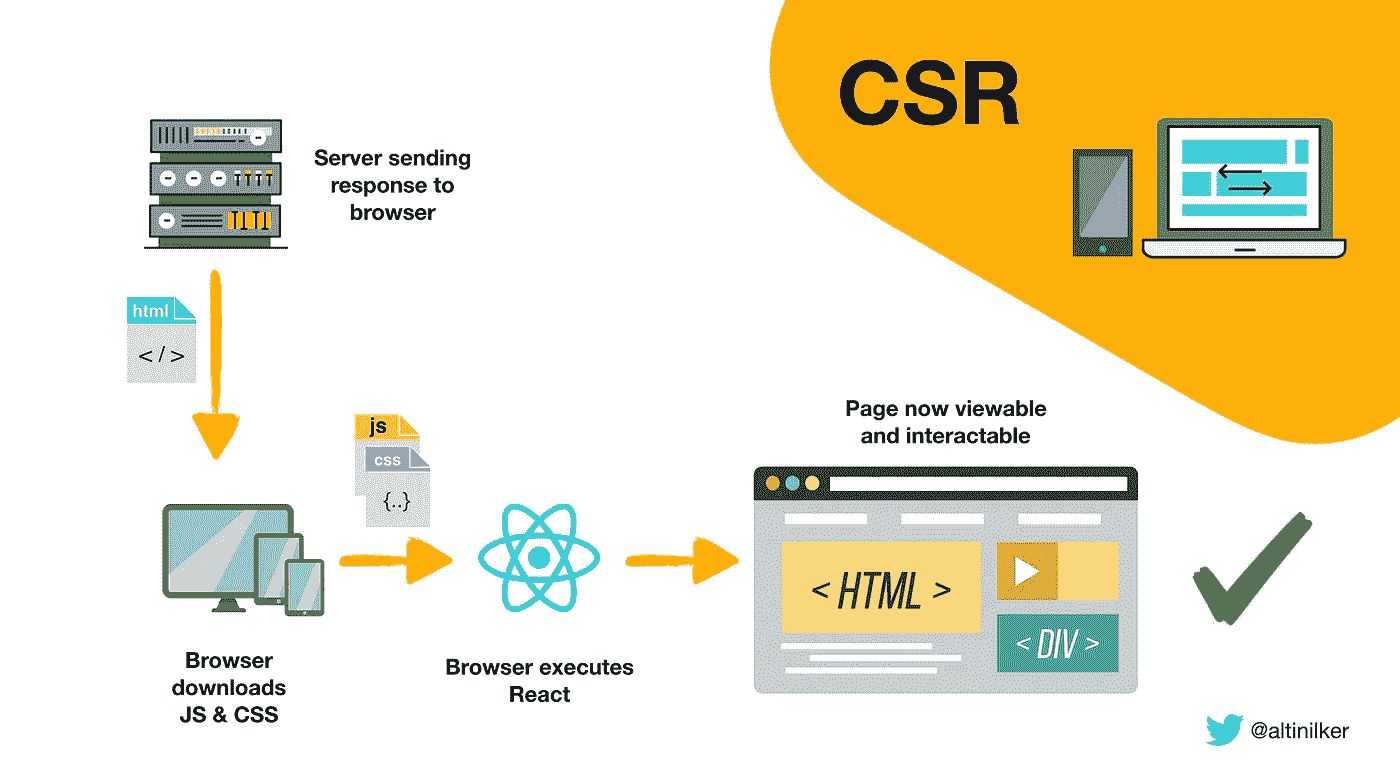 CSR
Server sending
response to
browser
html
</>
js
css
{..}
Browser
downloads
JS & CSS
Browser executes
React
Page now viewable
and interactable
< HTML >
< DIV >
@altinilker